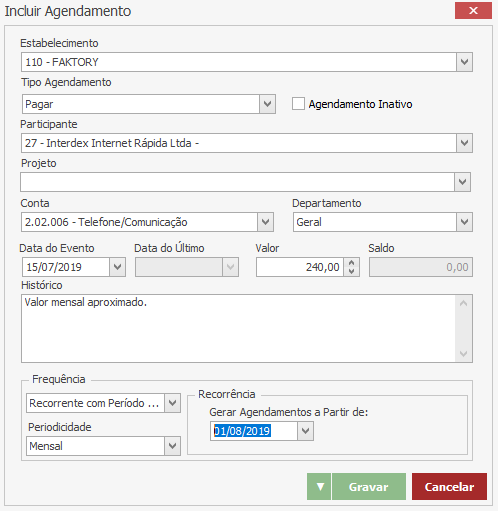 Incluir Agendamento
Estabelecimento
110 - FAKTORY
Tipo Agendamento
Pagar
Agendamento Inativo
Participante
27 - Interdex Internet Rápida Ltda -
Projeto
Conta
Departamento
2.02.006 - Telefone/Comunicação
Geral
Data do Evento
Data do Último
Valor
Saldo
15/07/2019
240,00
0,00
Histórico
Valor mensal aproximado.
Frequência
Recorrente com Período ...
Periodicidade
Mensal
Recorrência
Gerar Agendamentos a Partir de:
01/08/2019
Gravar
Cancelar